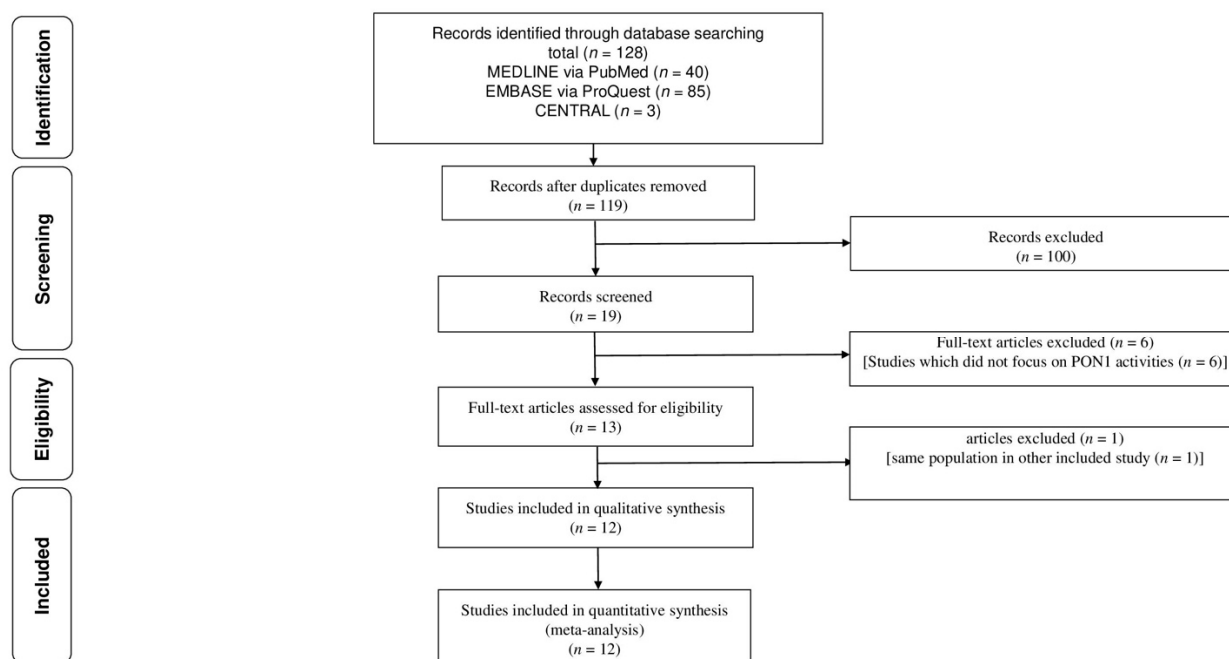 Identification
Records identified through database searching
total (n = 128)
MEDLINE via PubMed (n = 40)
EMBASE via ProQuest (n = 85)
CENTRAL (n = 3)
Screening
Records after duplicates removed
(n = 119)
Records excluded
(n = 100)
Records screened
(n = 19)
Full-text articles excluded (n = 6)
[Studies which did not focus on PON1 activities (n = 6)]
Eligibility
Full-text articles assessed for eligibility
(n = 13)
articles excluded (n = 1)
[same population in other included study (n = 1)]
Included
Studies included in qualitative synthesis
(n = 12)
Studies included in quantitative synthesis
(meta-analysis)
(n = 12)